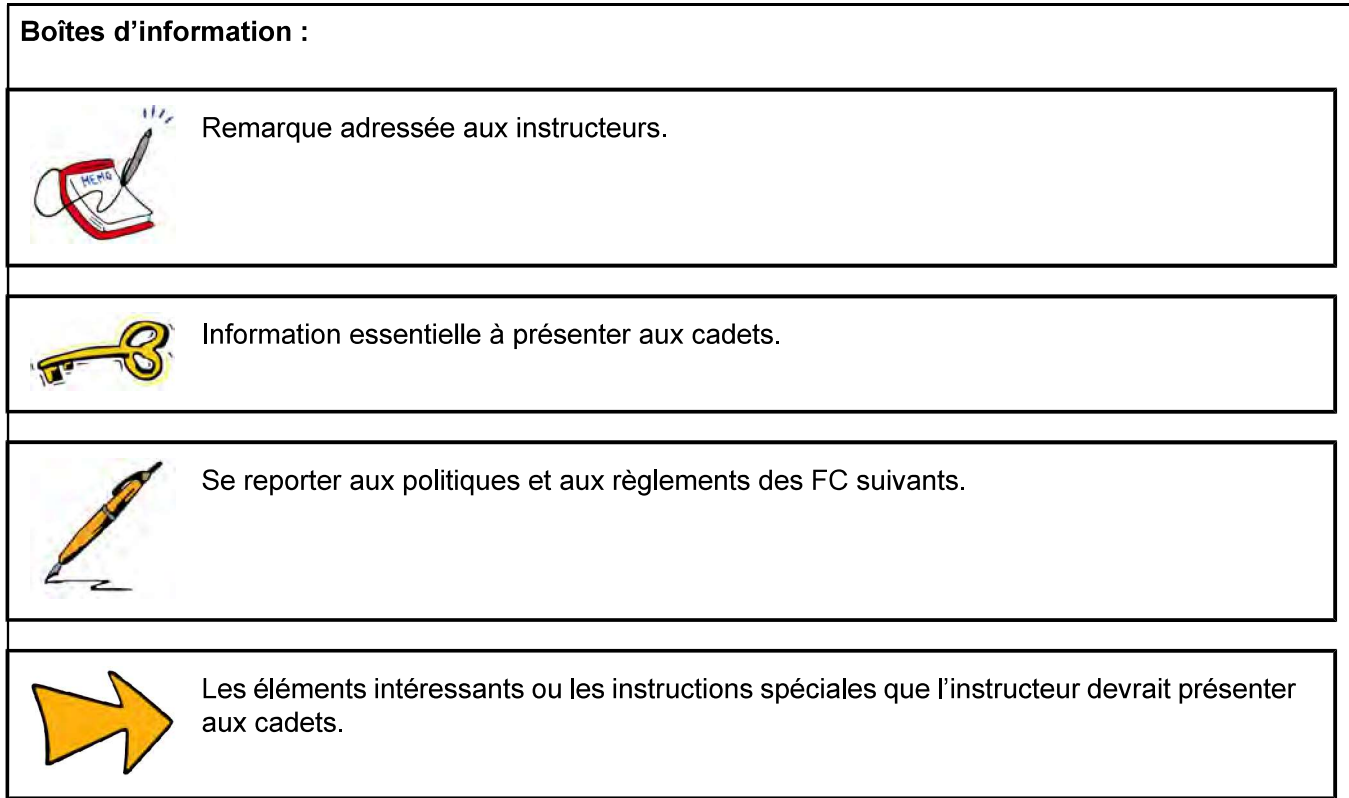 Boîtes d’information :
MEMO
Remarque adressée aux instructeurs.
Information essentielle à présenter aux cadets.
Se reporter aux politiques et aux règlements des FC suivants.
Les éléments intéressants ou les instructions spéciales que l’instructeur devrait présenter
aux cadets.